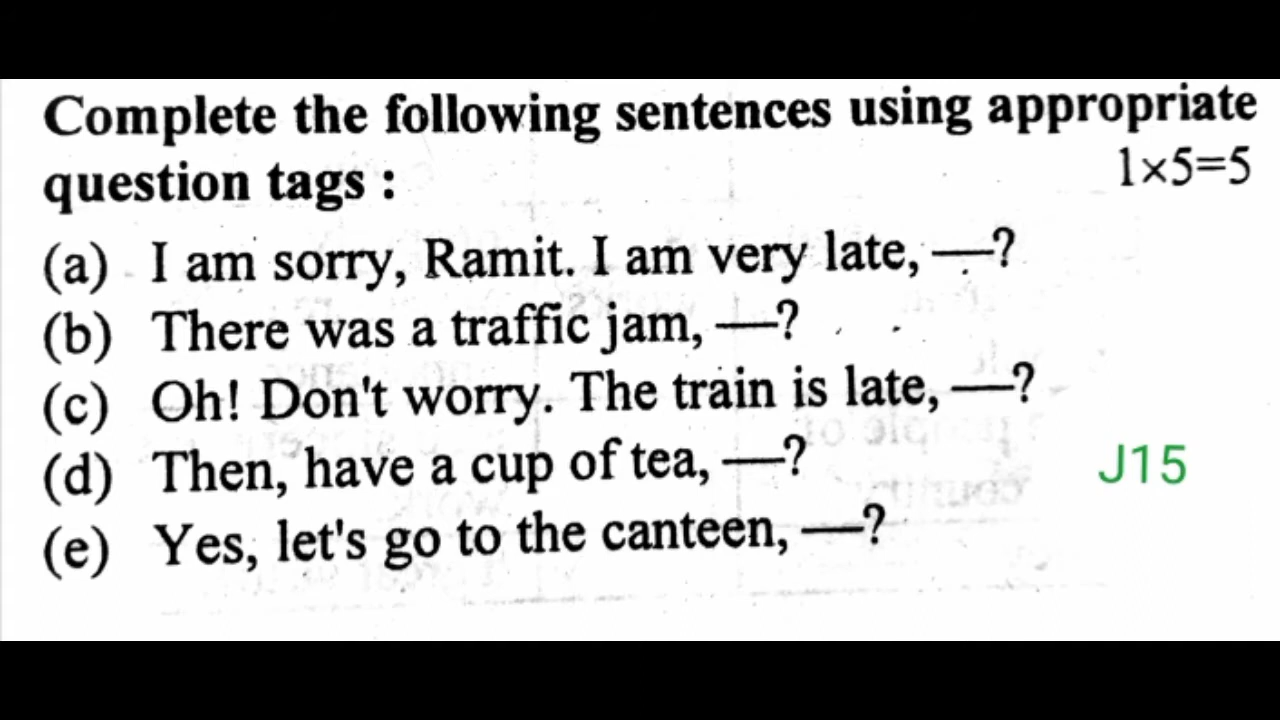 Complete the following sentences using appropriate
question tags : 1×5=5
(a) I am sorry, Ramit. I am very late, —?
(b) There was a traffic jam, —?
(c) Oh! Don't worry. The train is late, —?
(d) Then, have a cup of tea, —? J15
(e) Yes, let's go to the canteen, —?